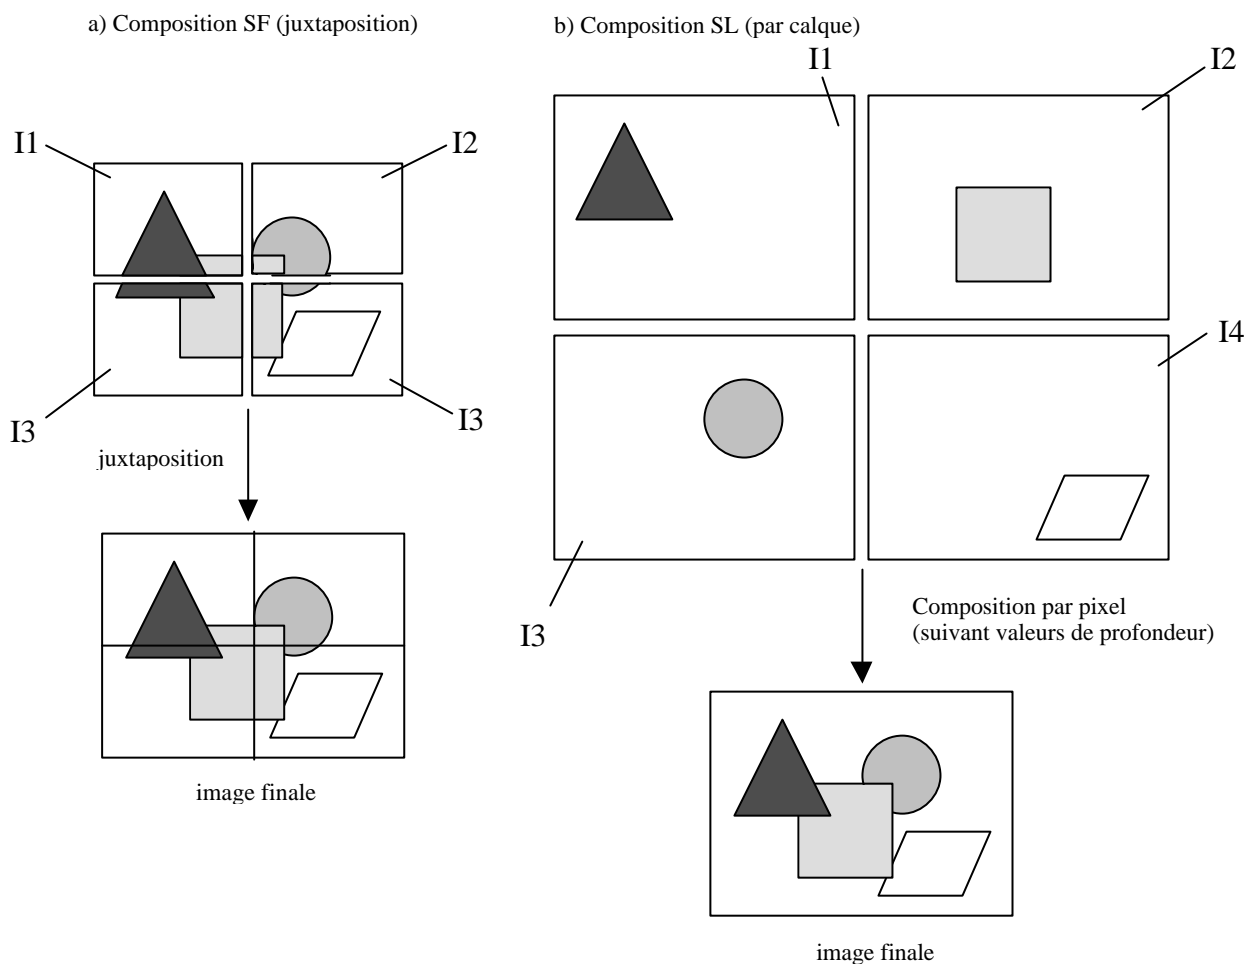 a) Composition SF (juxtaposition)
I1
I2
I3
I3
juxtaposition
image finale
b) Composition SL (par calque)
I1
I2
I4
I3
Composition par pixel
(suivant valeurs de profondeur)
image finale